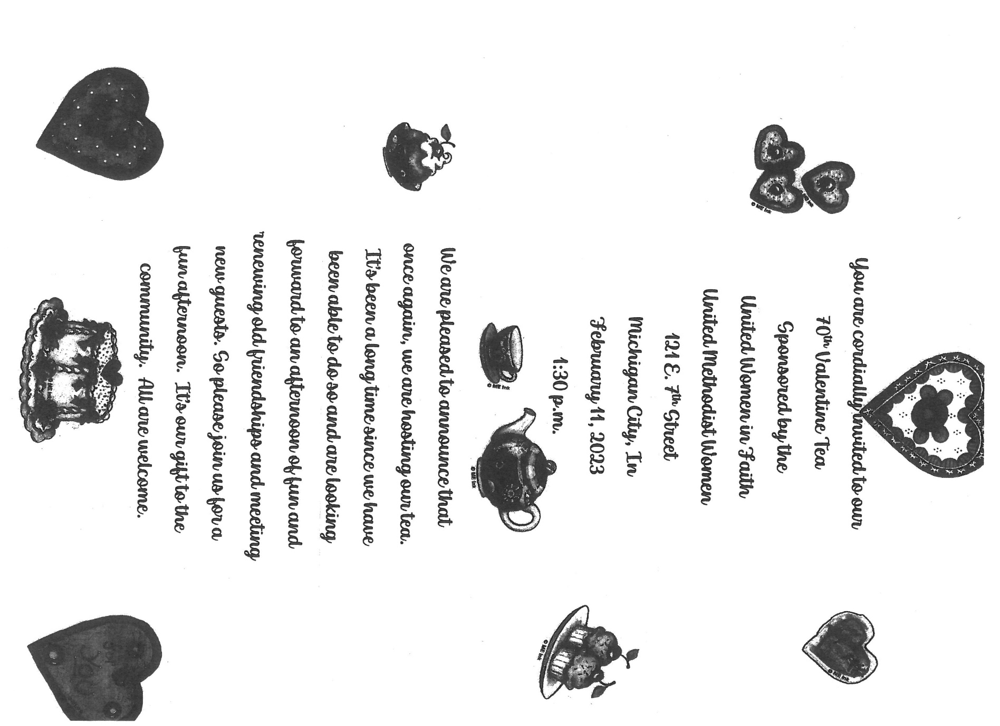 You are cordially invited to our
70th Valentine Tea
Sponsored by the
United Women in Faith
United Methodist Women
121 E. 7th Street
Michigan City, In
February 11, 2023
1:30 p.m.
We are pleased to announce that
once again, we are hosting our tea.
It's been a long time since we have
been able to do so and are looking
forward to an afternoon of fun and
renewing old friendships and meeting
new guests. So please join us for a
fun afternoon. It's our gift to the
community. All are welcome.
© ME Ink
© ME Ink
© ME Ink
© ME Ink
© ME Ink
© ME Ink
ME Ink
for
you